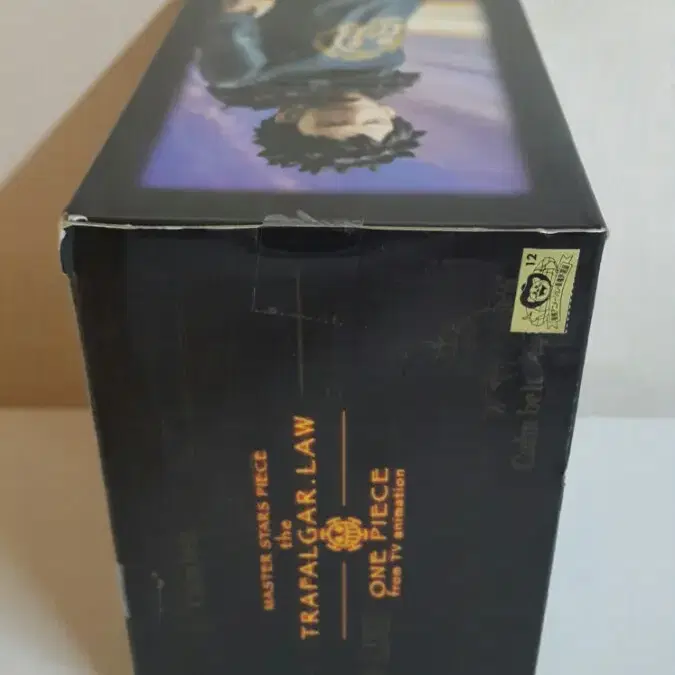 MASTER STARS PIECE
the
TRAFALGAR.LAW
ONE PIECE
from TV animation
12